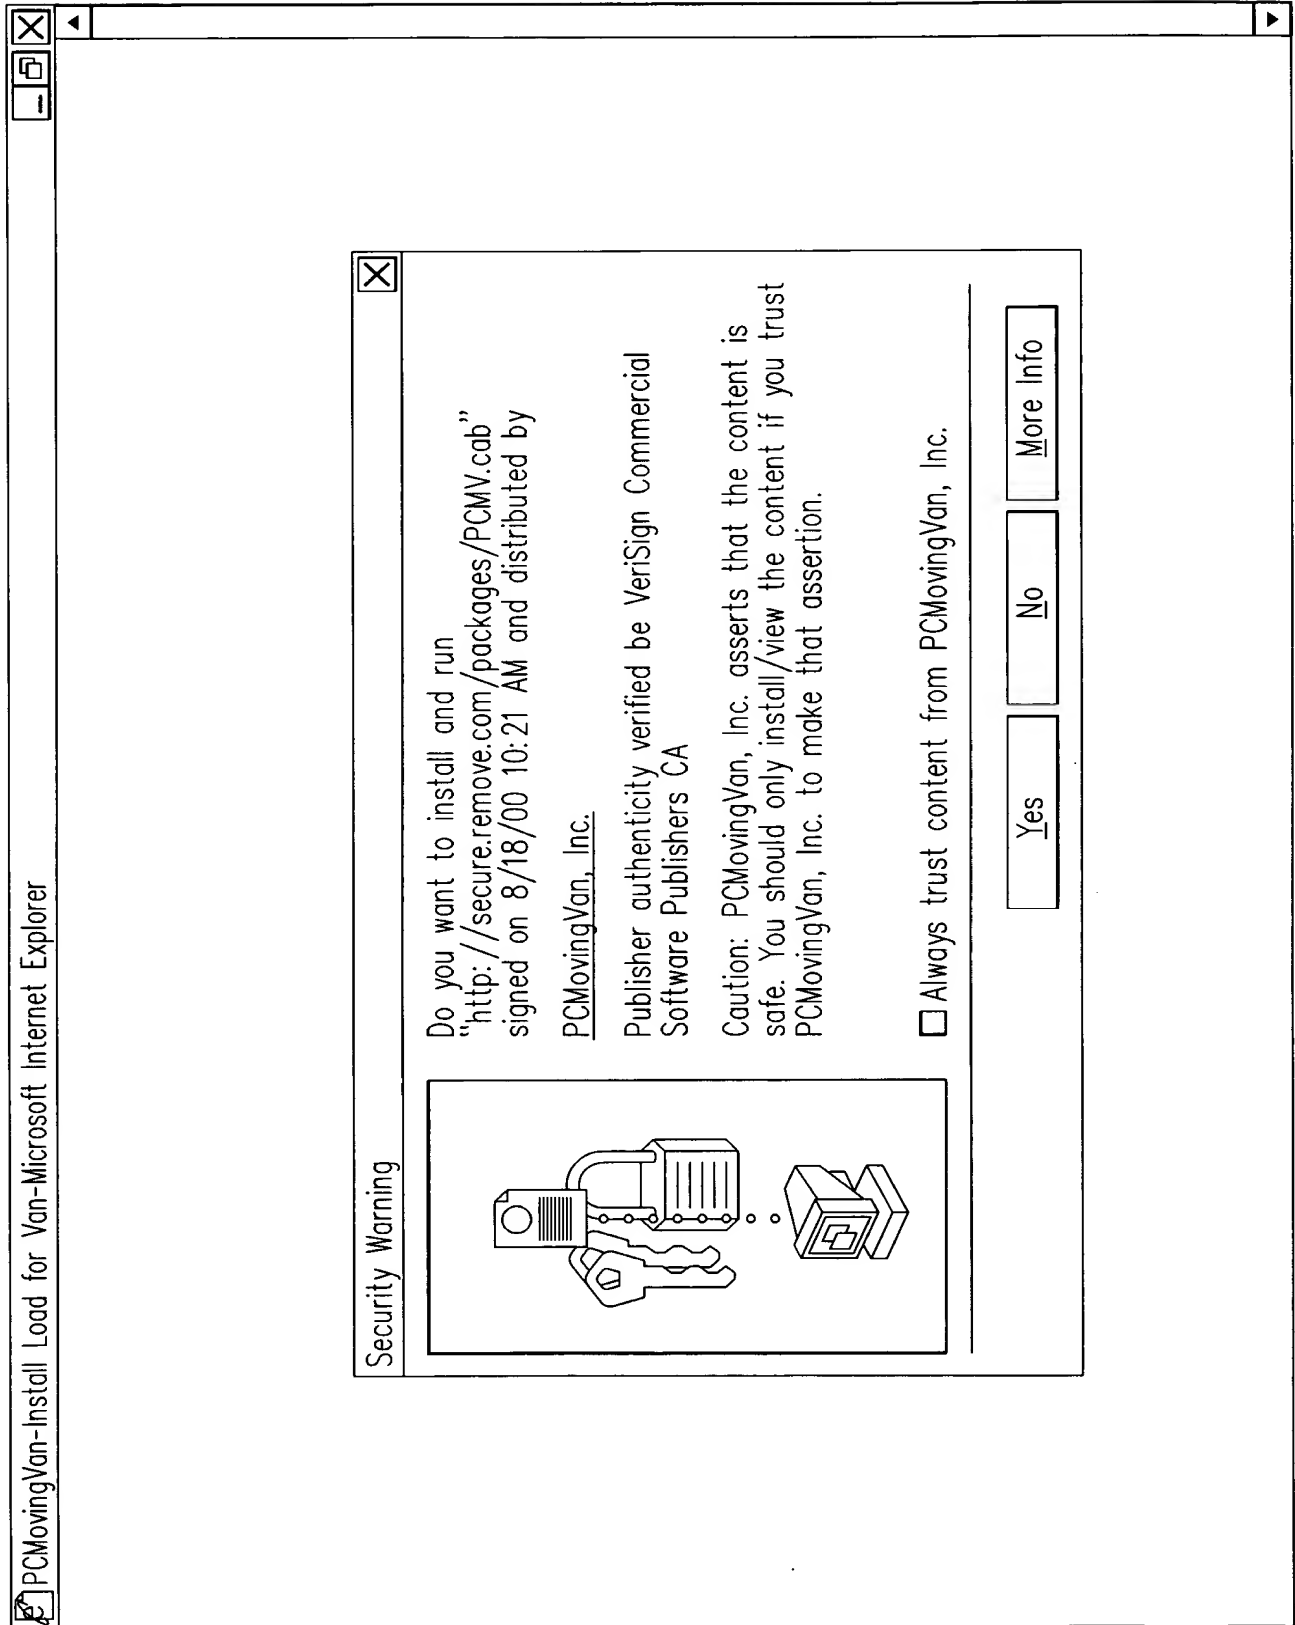 PCMovingVan-Install Load for Van-Microsoft Internet Explorer
Security Warning
Do you want to install and run
"http://secure.remove.com/packages/PCMV.cab"
signed on 8/18/00 10:21 AM and distributed by
PCMovingVan, Inc.
Publisher authenticity verified be VeriSign Commercial
Software Publishers CA
Caution: PCMovingVan, Inc. asserts that the content is
safe. You should only install/view the content if you trust
PCMovingVan, Inc. to make that assertion.
Always trust content from PCMovingVan, Inc.
Yes
No
More Info